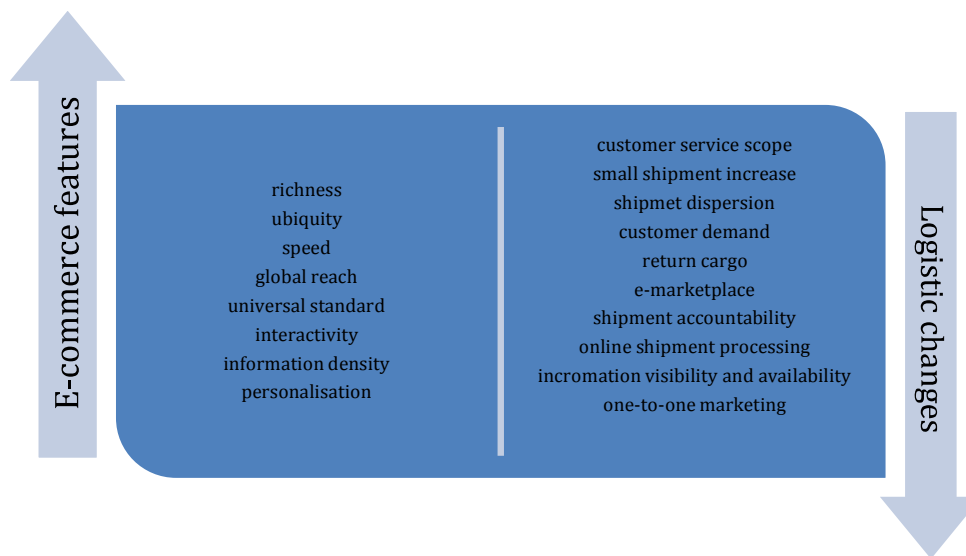 E-commerce features
richness
ubiquity
speed
global reach
universal standard
interactivity
information density
personalisation
customer service scope
small shipment increase
shipmet dispersion
customer demand
return cargo
e-marketplace
shipment accountability
online shipment processing
incromation visibility and availability
one-to-one marketing
Logistic changes